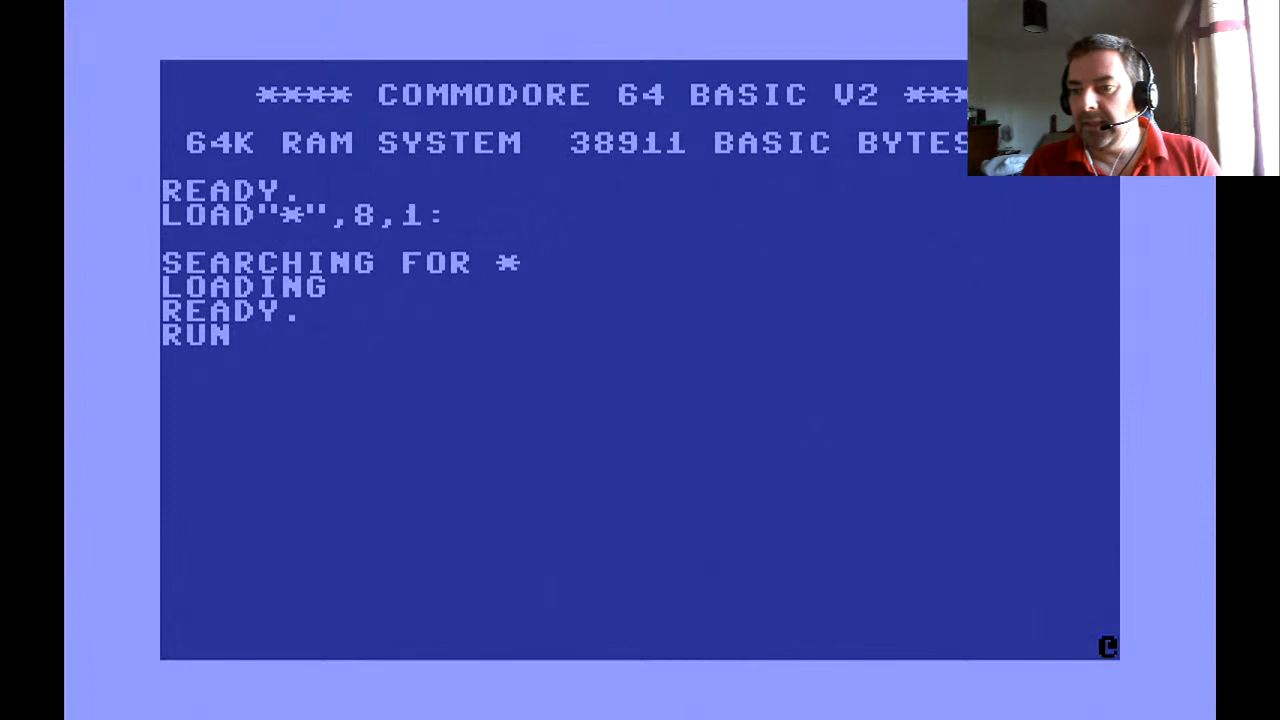 **** COMMODORE 64 BASIC V2 ***
64K RAM SYSTEM 38911 BASIC BYTES
READY.
LOAD"*",8,1:
SEARCHING FOR *
LOADING
READY.
RUN
C